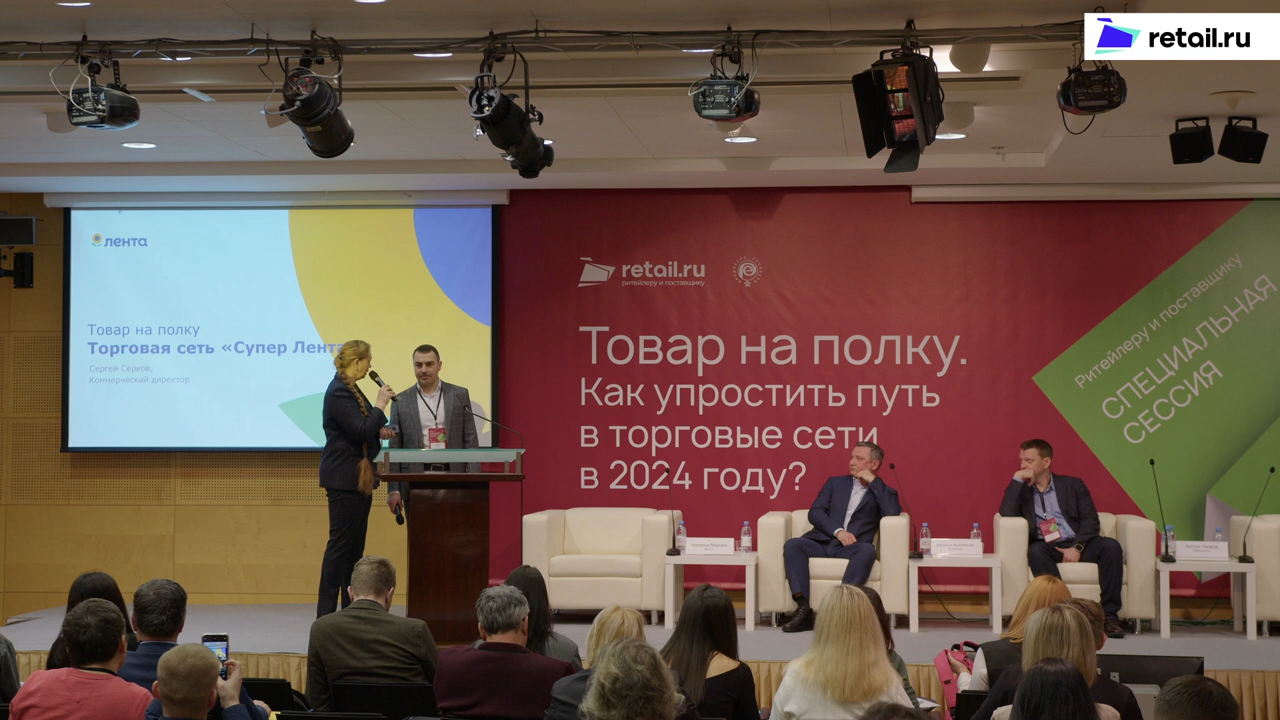 retail.ru
лента
Товар на полку
Торговая сеть «Супер Лента
Сергей Серков,
Коммерческий директор
retail.ru
ритейлеру и поставщику
Товар на полку.
Как упростить путь
в торговые сети
в 2024 году?
Ритейлеру и поставщику
СПЕЦИАЛЬНАЯ
СЕССИЯ